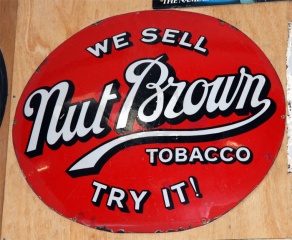 WE SELL
Nut Brown
TOBACCO
TRY IT!